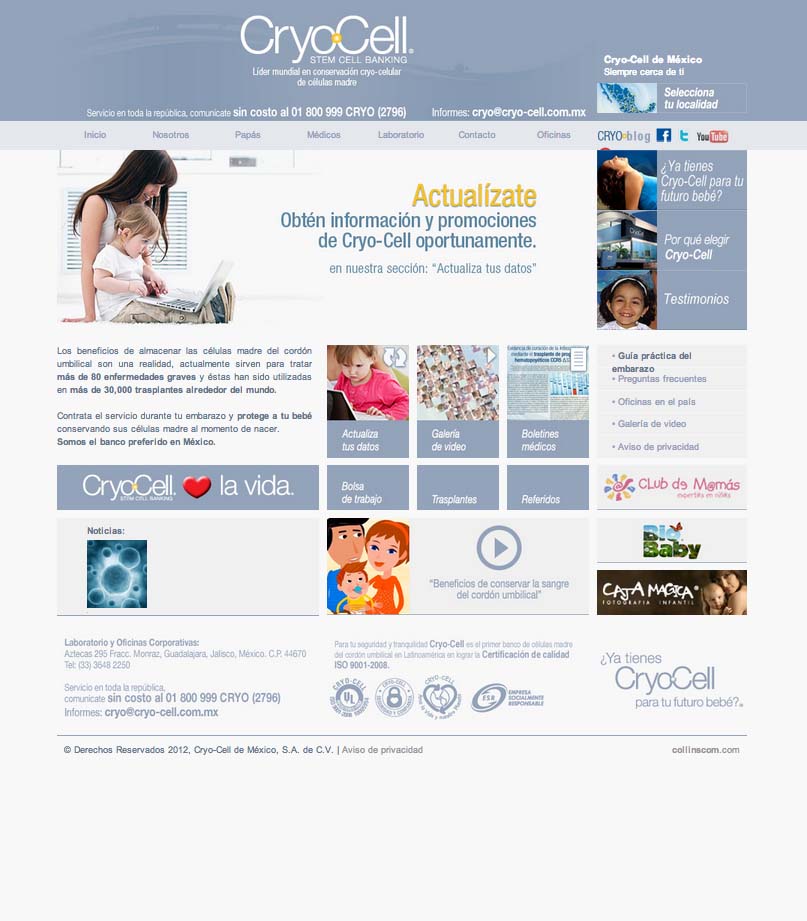 CryoCell®
STEM CELL BANKING
Líder mundial en conservación cryo-celular
de células madre
Servicio en toda la república, comunicate sin costo al 01 800 999 CRYO (2796)
Informes: cryo@cryo-cell.com.mx
Cryo-Cell de México
Siempre cerca de ti
Selecciona
tu localidad
Inicio
Nosotros
Papás
Médicos
Laboratorio
Contacto
Oficinas
CRYO blog
YouTube
Actualízate
Obtén información y promociones
de Cryo-Cell oportunamente.
en nuestra sección: “Actualiza tus datos”
¿Ya tienes
Cryo-Cell para tu
futuro bebé?
Por qué elegir
Cryo-Cell
Testimonios
Los beneficios de almacenar las células madre del cordón
umbilical son una realidad, actualmente sirven para tratar
más de 80 enfermedades graves y éstas han sido utilizadas
en más de 30,000 trasplantes alrededor del mundo.
Contrata el servicio durante tu embarazo y protege a tu bebé
conservando sus células madre al momento de nacer.
Somos el banco preferido en México.
Actualiza
tus datos
Galería
de video
Boletines
médicos
• Guía práctica del
embarazo
• Preguntas frecuentes
• Oficinas en el país
• Galería de video
• Aviso de privacidad
CryoCell.
STEM CELL BANKING
la vida.
Bolsa
de trabajo
Trasplantes
Referidos
Club de Mamás
expertas en niños
Noticias:
“Beneficios de conservar la sangre
del cordón umbilical”
Big
Baby
CAJA MAGICA
FOTOGRAFIA INFANTIL
Laboratorio y Oficinas Corporativas:
Aztecas 295 Fracc. Monraz, Guadalajara, Jalisco, México. C.P. 44670
Tel: (33) 3648 2250
Servicio en toda la república,
comunicate sin costo al 01 800 999 CRYO (2796)
Informes: cryo@cryo-cell.com.mx
Para tu seguridad y tranquilidad Cryo-Cell es el primer banco de células madre
del cordón umbilical en Latinoamérica en lograr la Certificación de calidad
ISO 9001-2008.
CRYO-CELL
UL
CRYO-CELL
CRYO-CELL
ESR
EMPRESA
SOCIALMENTE
RESPONSABLE
¿Ya tienes
CryoCell
para tu futuro bebé?
© Derechos Reservados 2012, Cryo-Cell de México, S.A. de C.V. | Aviso de privacidad
collinscom.com